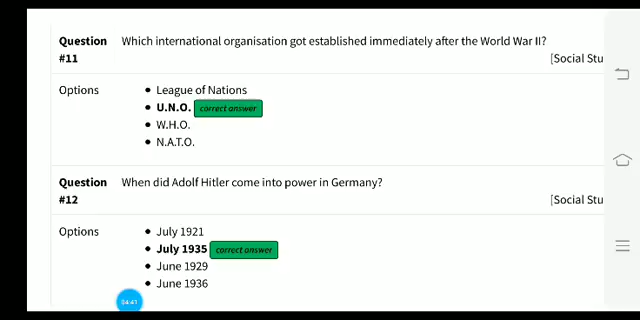 Question Which international organisation got established immediately after the World War II?
#11 [Social Stu
Options • League of Nations
• U.N.O. correct answer
• W.H.O.
• N.A.T.O.
Question When did Adolf Hitler come into power in Germany?
#12 [Social Stu
Options • July 1921
• July 1935 correct answer
• June 1929
• June 1936
04:41